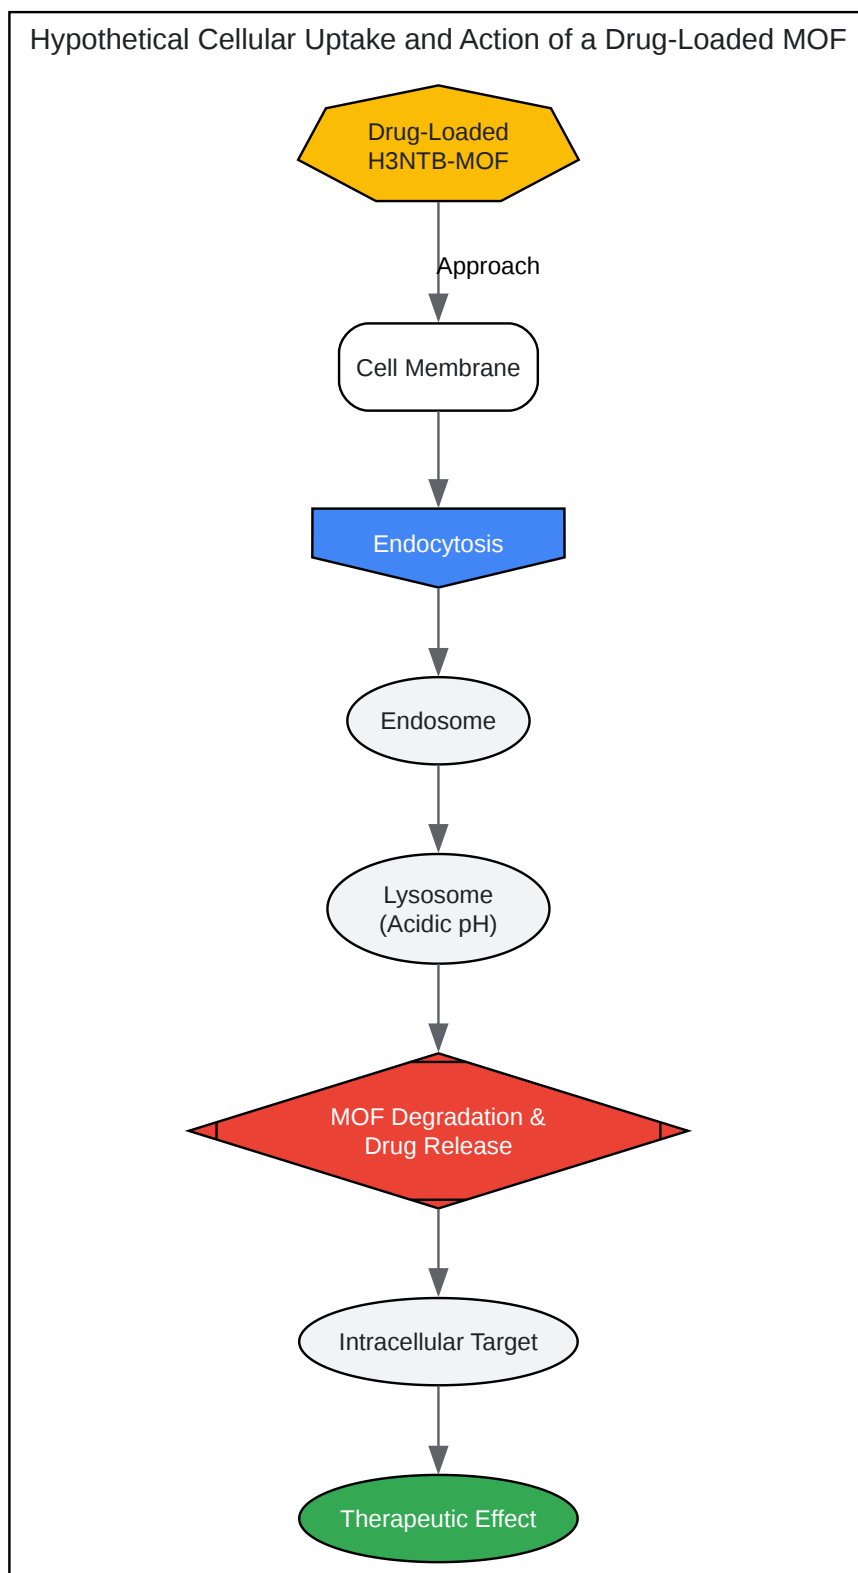 Hypothetical Cellular Uptake and Action of a Drug-Loaded MOF
Drug-Loaded
H3NTB-MOF
Approach
Cell Membrane
Endocytosis
Endosome
Lysosome
(Acidic pH)
MOF Degradation &
Drug Release
Intracellular Target
Therapeutic Effect